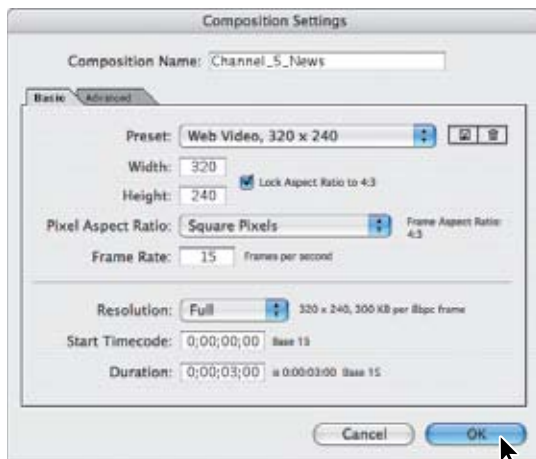 Composition Settings
Composition Name: Channel_5_News
Basic Advanced
Preset: Web Video, 320 x 240
Width: 320
Lock Aspect Ratio to 4:3
Height: 240
Pixel Aspect Ratio: Square Pixels Frame Aspect Ratio: 4:3
Frame Rate: 15 Frames per second
Resolution: Full 320 x 240, 300 KB per 8bpc frame
Start Timecode: 0;00;00;00 Base 15
Duration: 0;00;03;00 is 0:00:03:00 Base 15
Cancel OK